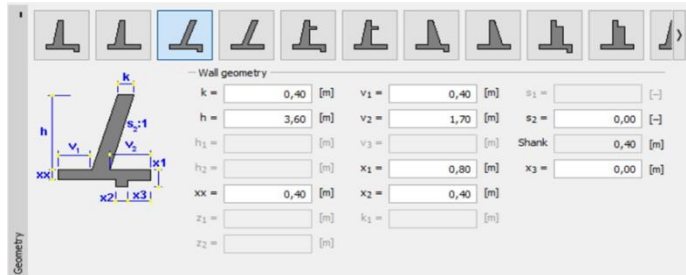 Wall geometry
k = 0,40 [m] v₁ = 0,40 [m] s₁ = [-]
h = 3,60 [m] v₂ = 1,70 [m] s₂ = 0,00 [-]
h₁ = [m] v₃ = [m] Shank 0,40 [m]
h₂ = [m] x₁ = 0,80 [m] x₃ = 0,00 [m]
xx = 0,40 [m] x₂ = 0,40 [m]
z₁ = [m] k₁ = [m]
z₂ = [m]
k
h
s₂:1
v₁
v₂
x1
xx
x2 x3
Geometry